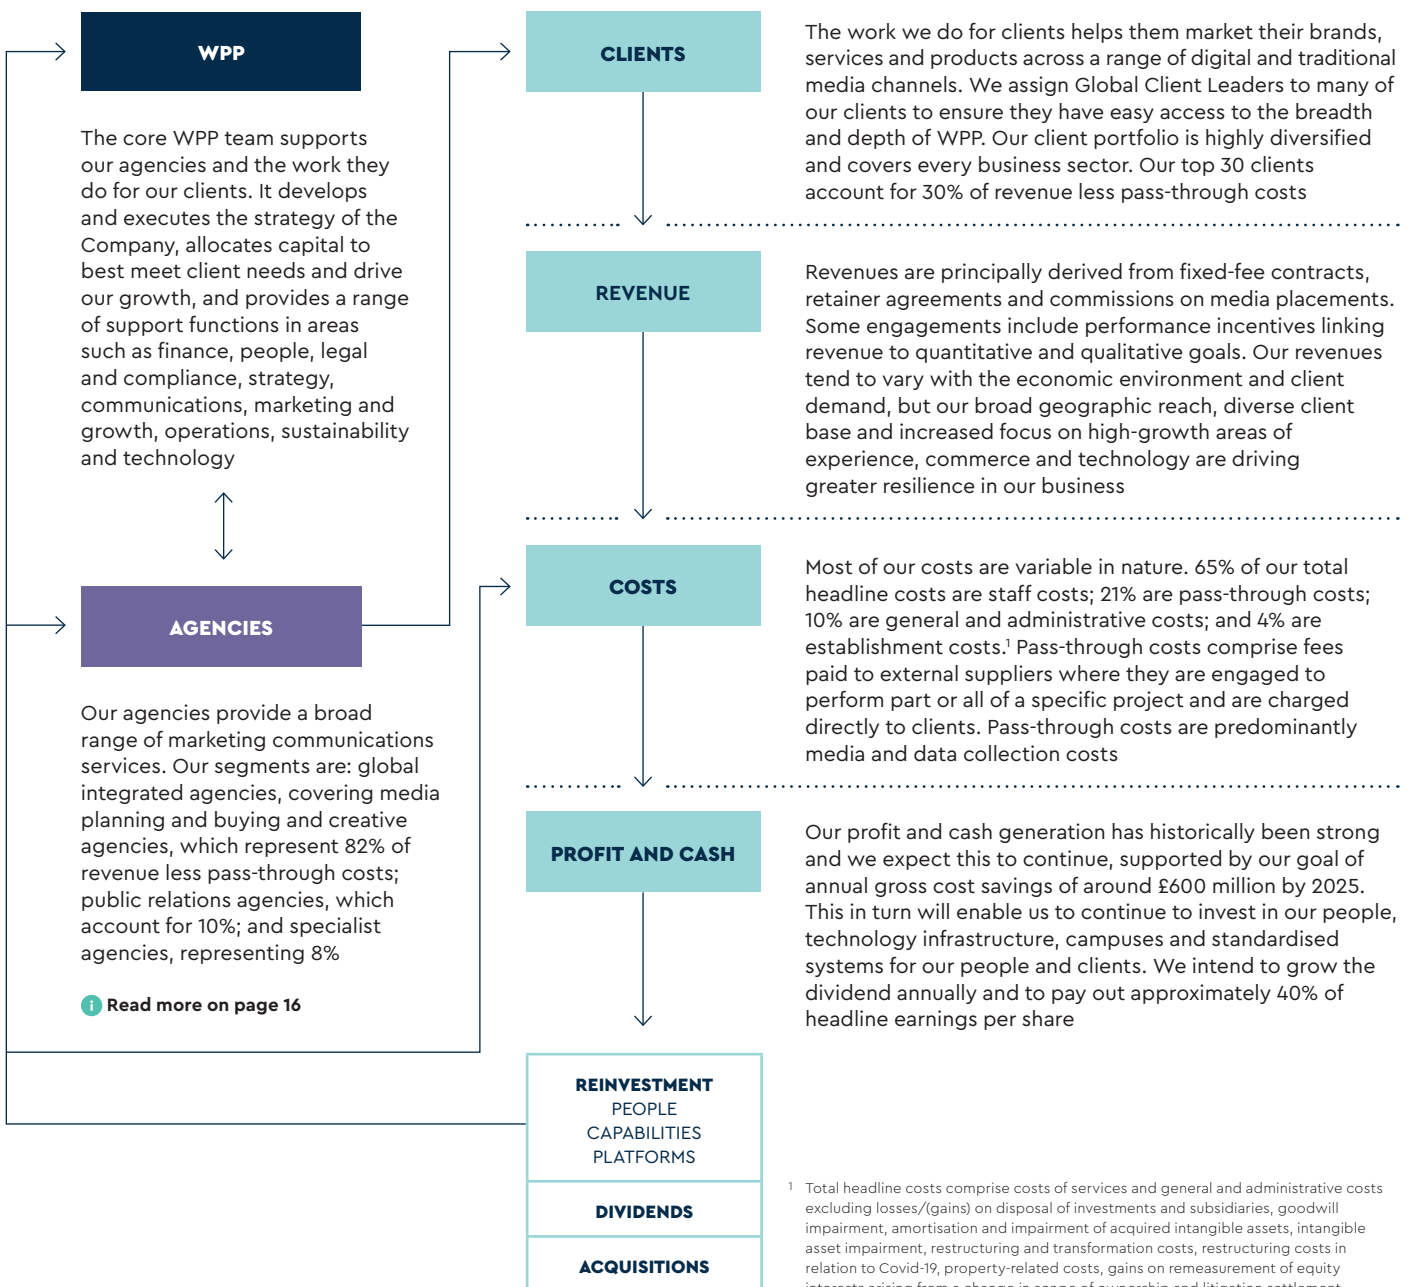 WPP
The core WPP team supports
our agencies and the work they
do for our clients. It develops
and executes the strategy of the
Company, allocates capital to
best meet client needs and drive
our growth, and provides a range
of support functions in areas
such as finance, people, legal
and compliance, strategy,
communications, marketing and
growth, operations, sustainability
and technology
AGENCIES
Our agencies provide a broad
range of marketing communications
services. Our segments are: global
integrated agencies, covering media
planning and buying and creative
agencies, which represent 82% of
revenue less pass-through costs;
public relations agencies, which
account for 10%; and specialist
agencies, representing 8%
i Read more on page 16
CLIENTS
The work we do for clients helps them market their brands,
services and products across a range of digital and traditional
media channels. We assign Global Client Leaders to many of
our clients to ensure they have easy access to the breadth
and depth of WPP. Our client portfolio is highly diversified
and covers every business sector. Our top 30 clients
account for 30% of revenue less pass-through costs
REVENUE
Revenues are principally derived from fixed-fee contracts,
retainer agreements and commissions on media placements.
Some engagements include performance incentives linking
revenue to quantitative and qualitative goals. Our revenues
tend to vary with the economic environment and client
demand, but our broad geographic reach, diverse client
base and increased focus on high-growth areas of
experience, commerce and technology are driving
greater resilience in our business
COSTS
Most of our costs are variable in nature. 65% of our total
headline costs are staff costs; 21% are pass-through costs;
10% are general and administrative costs; and 4% are
establishment costs.¹ Pass-through costs comprise fees
paid to external suppliers where they are engaged to
perform part or all of a specific project and are charged
directly to clients. Pass-through costs are predominantly
media and data collection costs
PROFIT AND CASH
Our profit and cash generation has historically been strong
and we expect this to continue, supported by our goal of
annual gross cost savings of around £600 million by 2025.
This in turn will enable us to continue to invest in our people,
technology infrastructure, campuses and standardised
systems for our people and clients. We intend to grow the
dividend annually and to pay out approximately 40% of
headline earnings per share
REINVESTMENT
PEOPLE
CAPABILITIES
PLATFORMS
DIVIDENDS
ACQUISITIONS
¹ Total headline costs comprise costs of services and general and administrative costs
excluding losses/(gains) on disposal of investments and subsidiaries, goodwill
impairment, amortisation and impairment of acquired intangible assets, intangible
asset impairment, restructuring and transformation costs, restructuring costs in
relation to Covid-19, property-related costs, gains on remeasurement of equity
interests arising from a change in scope of ownership and litigation settlement